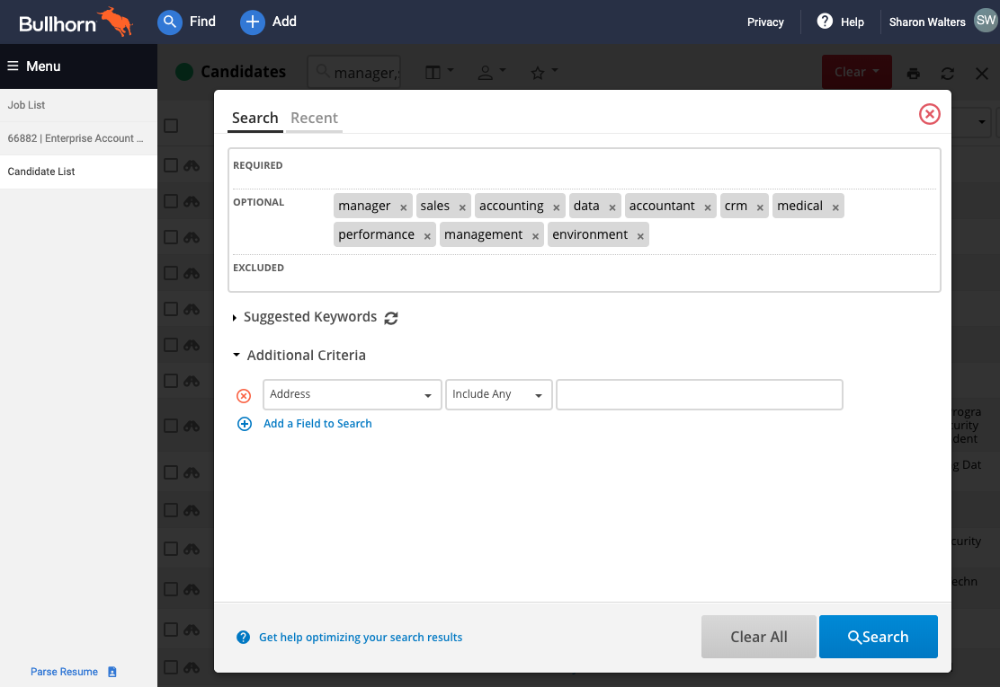 Bullhorn
Find
Add
Privacy
Help
Sharon Walters
SW
Menu
Candidates
manager,
Clear
Job List
66882 | Enterprise Account ...
Candidate List
Search
Recent
REQUIRED
OPTIONAL
manager × sales × accounting × data × accountant × crm × medical ×
performance × management × environment ×
EXCLUDED
Suggested Keywords
Additional Criteria
Address
Include Any
Add a Field to Search
dent
g Dat
curity
echn
Get help optimizing your search results
Clear All
Search
Parse Resume